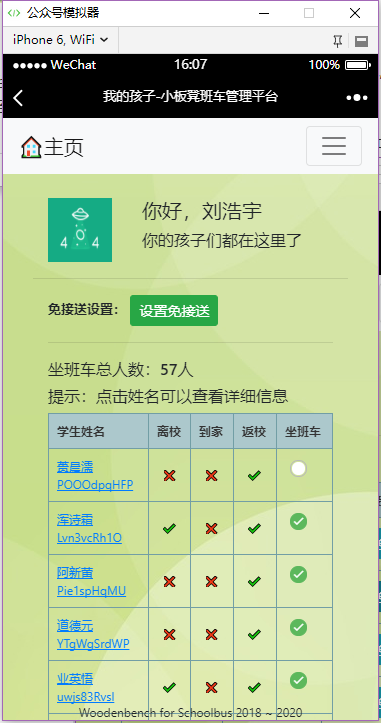 公众号模拟器
iPhone 6, WiFi
WeChat
16:07
100%
我的孩子-小板凳班车管理平台
主页
4 4
你好，刘浩宇
你的孩子们都在这里了
免接送设置：
设置免接送
坐班车总人数：57人
提示：点击姓名可以查看详细信息
学生姓名 离校 到家 返校 坐班车
萧晨濡
POOOdpqHFP
浑诗霜
Lvn3vcRh1O
阿新蕾
Pie1spHqMU
道德元
YTgWgSrdWP
业英悟
uwjs83Rvsl
Woodenbench for Schoolbus 2018 ~ 2020